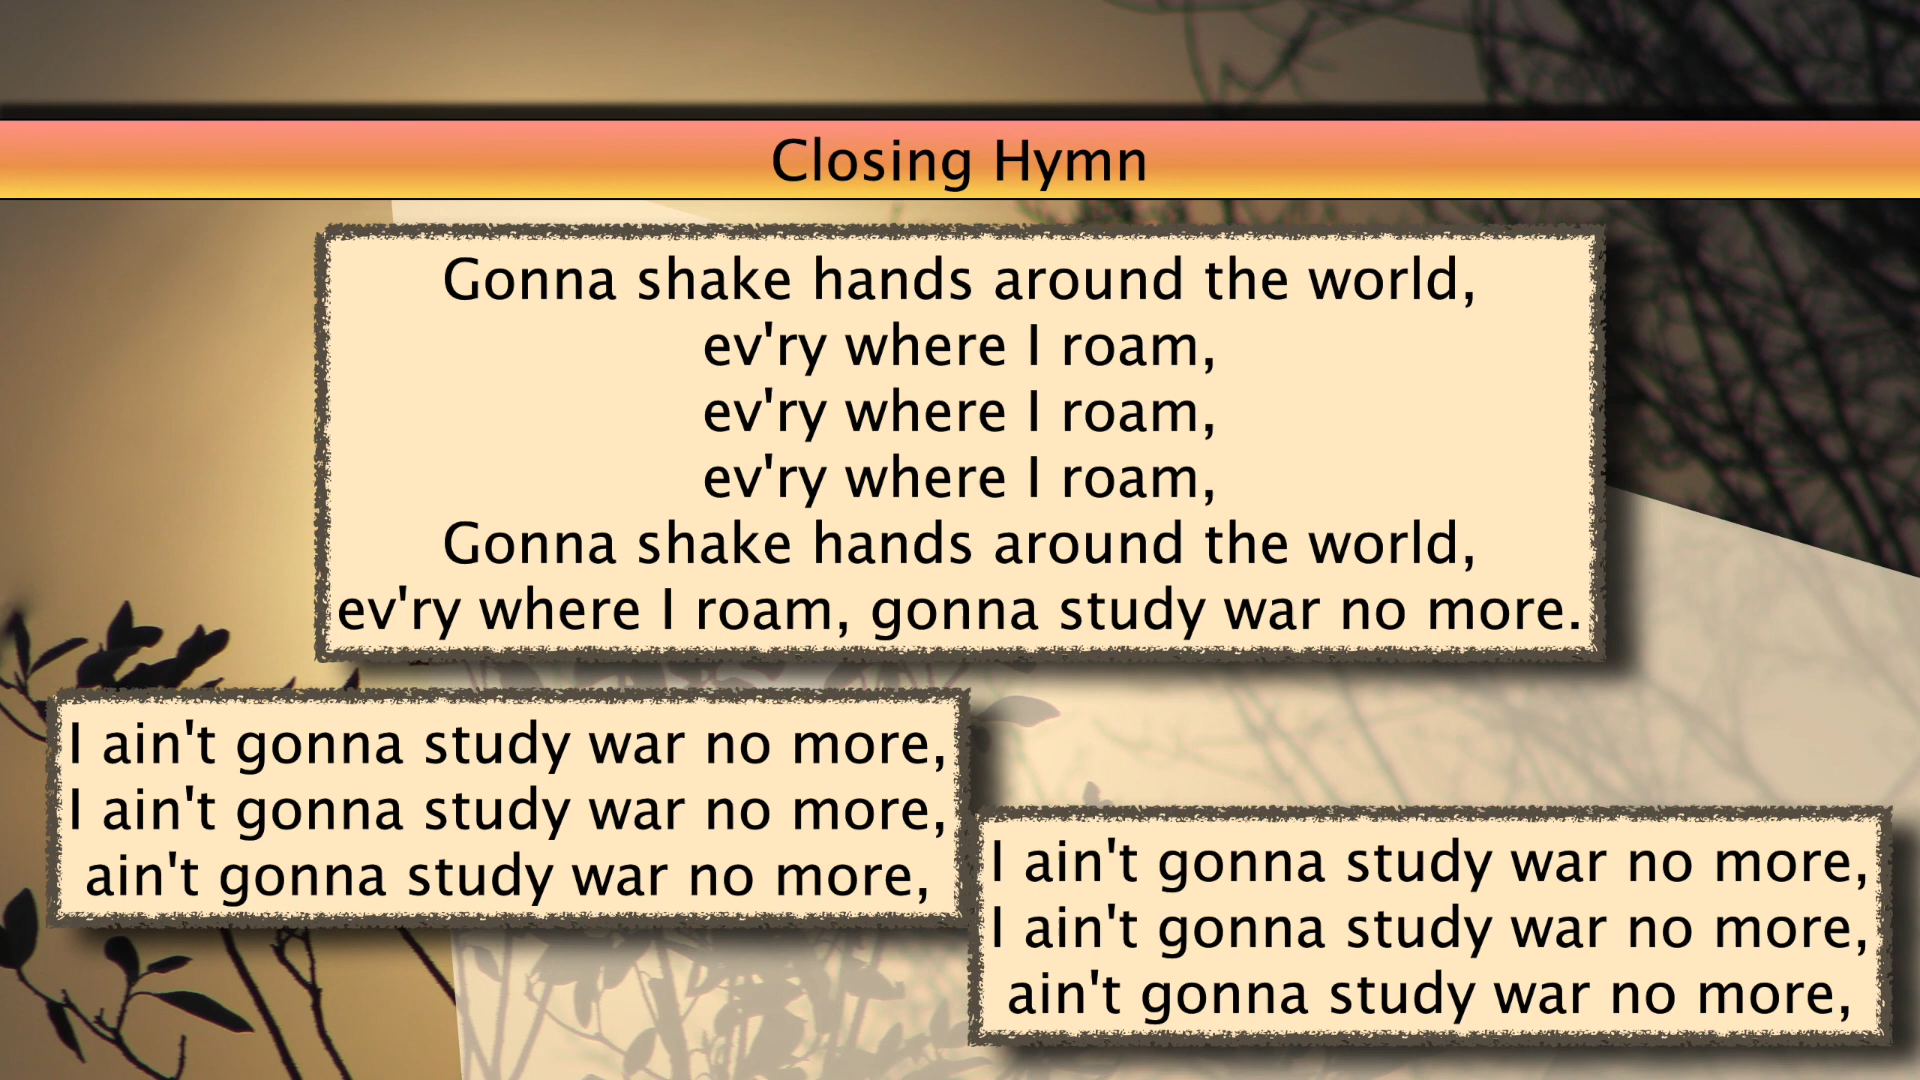 Closing Hymn
Gonna shake hands around the world,
ev'ry where I roam,
ev'ry where I roam,
ev'ry where I roam,
Gonna shake hands around the world,
ev'ry where I roam, gonna study war no more.
I ain't gonna study war no more,
I ain't gonna study war no more,
ain't gonna study war no more,
I ain't gonna study war no more,
I ain't gonna study war no more,
ain't gonna study war no more,